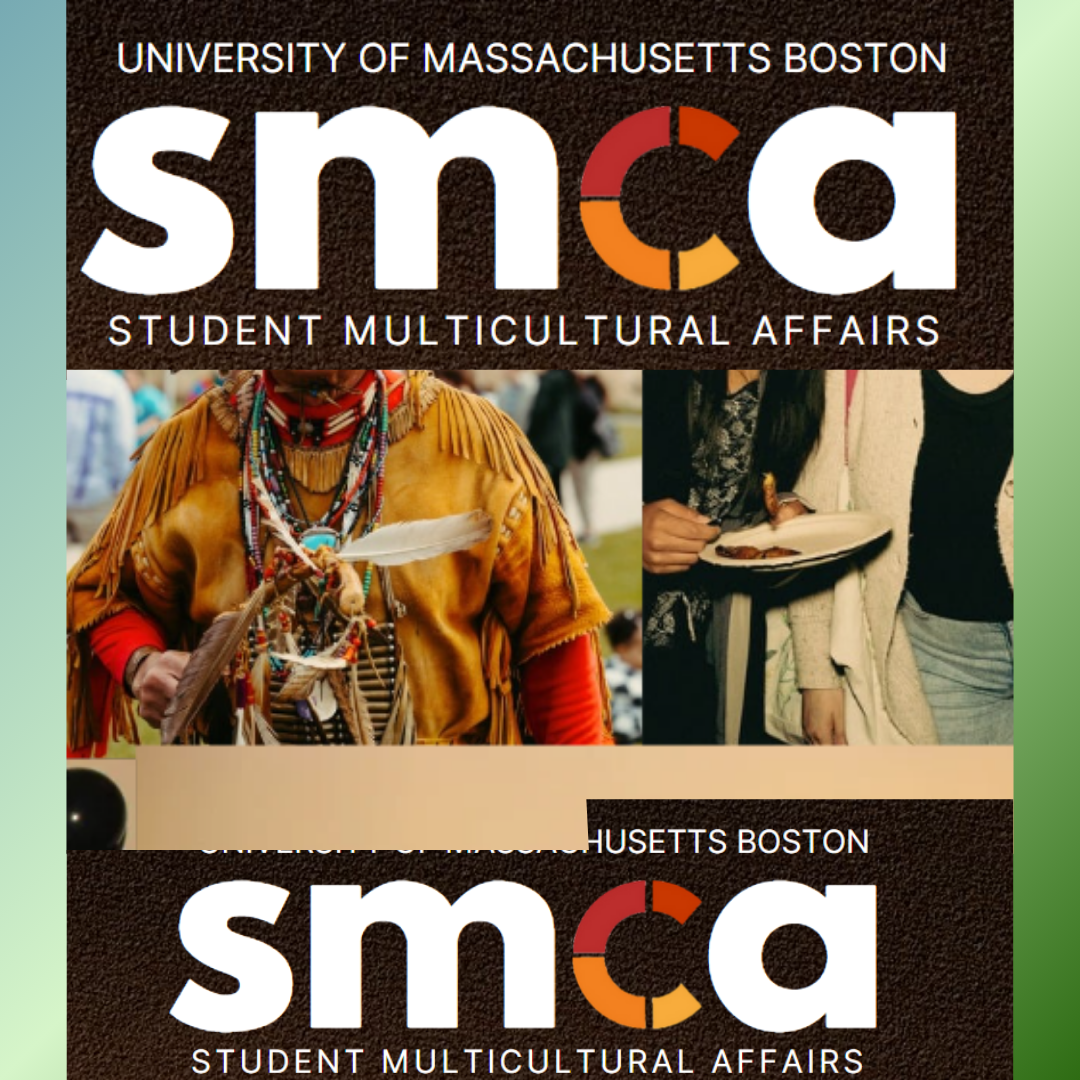 UNIVERSITY OF MASSACHUSETTS BOSTON
smca
STUDENT MULTICULTURAL AFFAIRS
HUSETTS BOSTON
smca
STUDENT MULTICULTURAL AFFAIRS